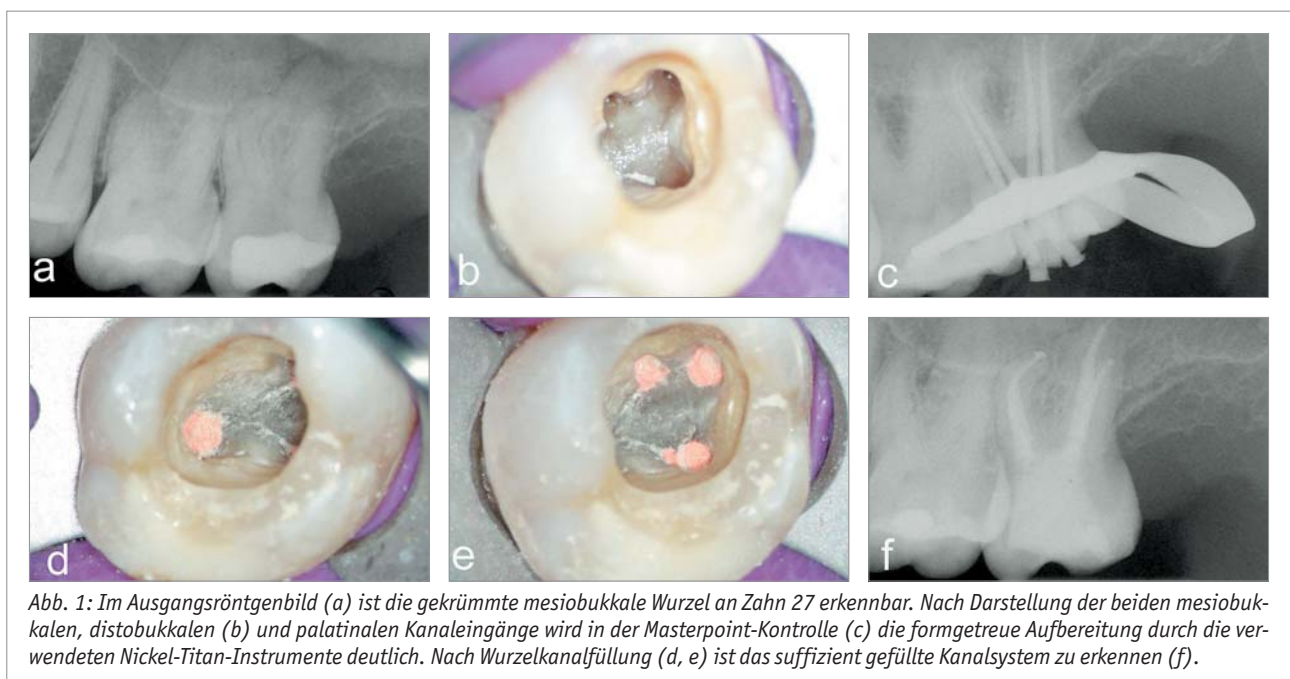 a
b
c
d
e
f
Abb. 1: Im Ausgangsröntgenbild (a) ist die gekrümmte mesiobukkale Wurzel an Zahn 27 erkennbar. Nach Darstellung der beiden mesiobuk-
kalen, distobukkalen (b) und palatinalen Kanaleingänge wird in der Masterpoint-Kontrolle (c) die formgetreue Aufbereitung durch die ver-
wendeten Nickel-Titan-Instrumente deutlich. Nach Wurzelkanalfüllung (d, e) ist das suffizient gefüllte Kanalsystem zu erkennen (f).